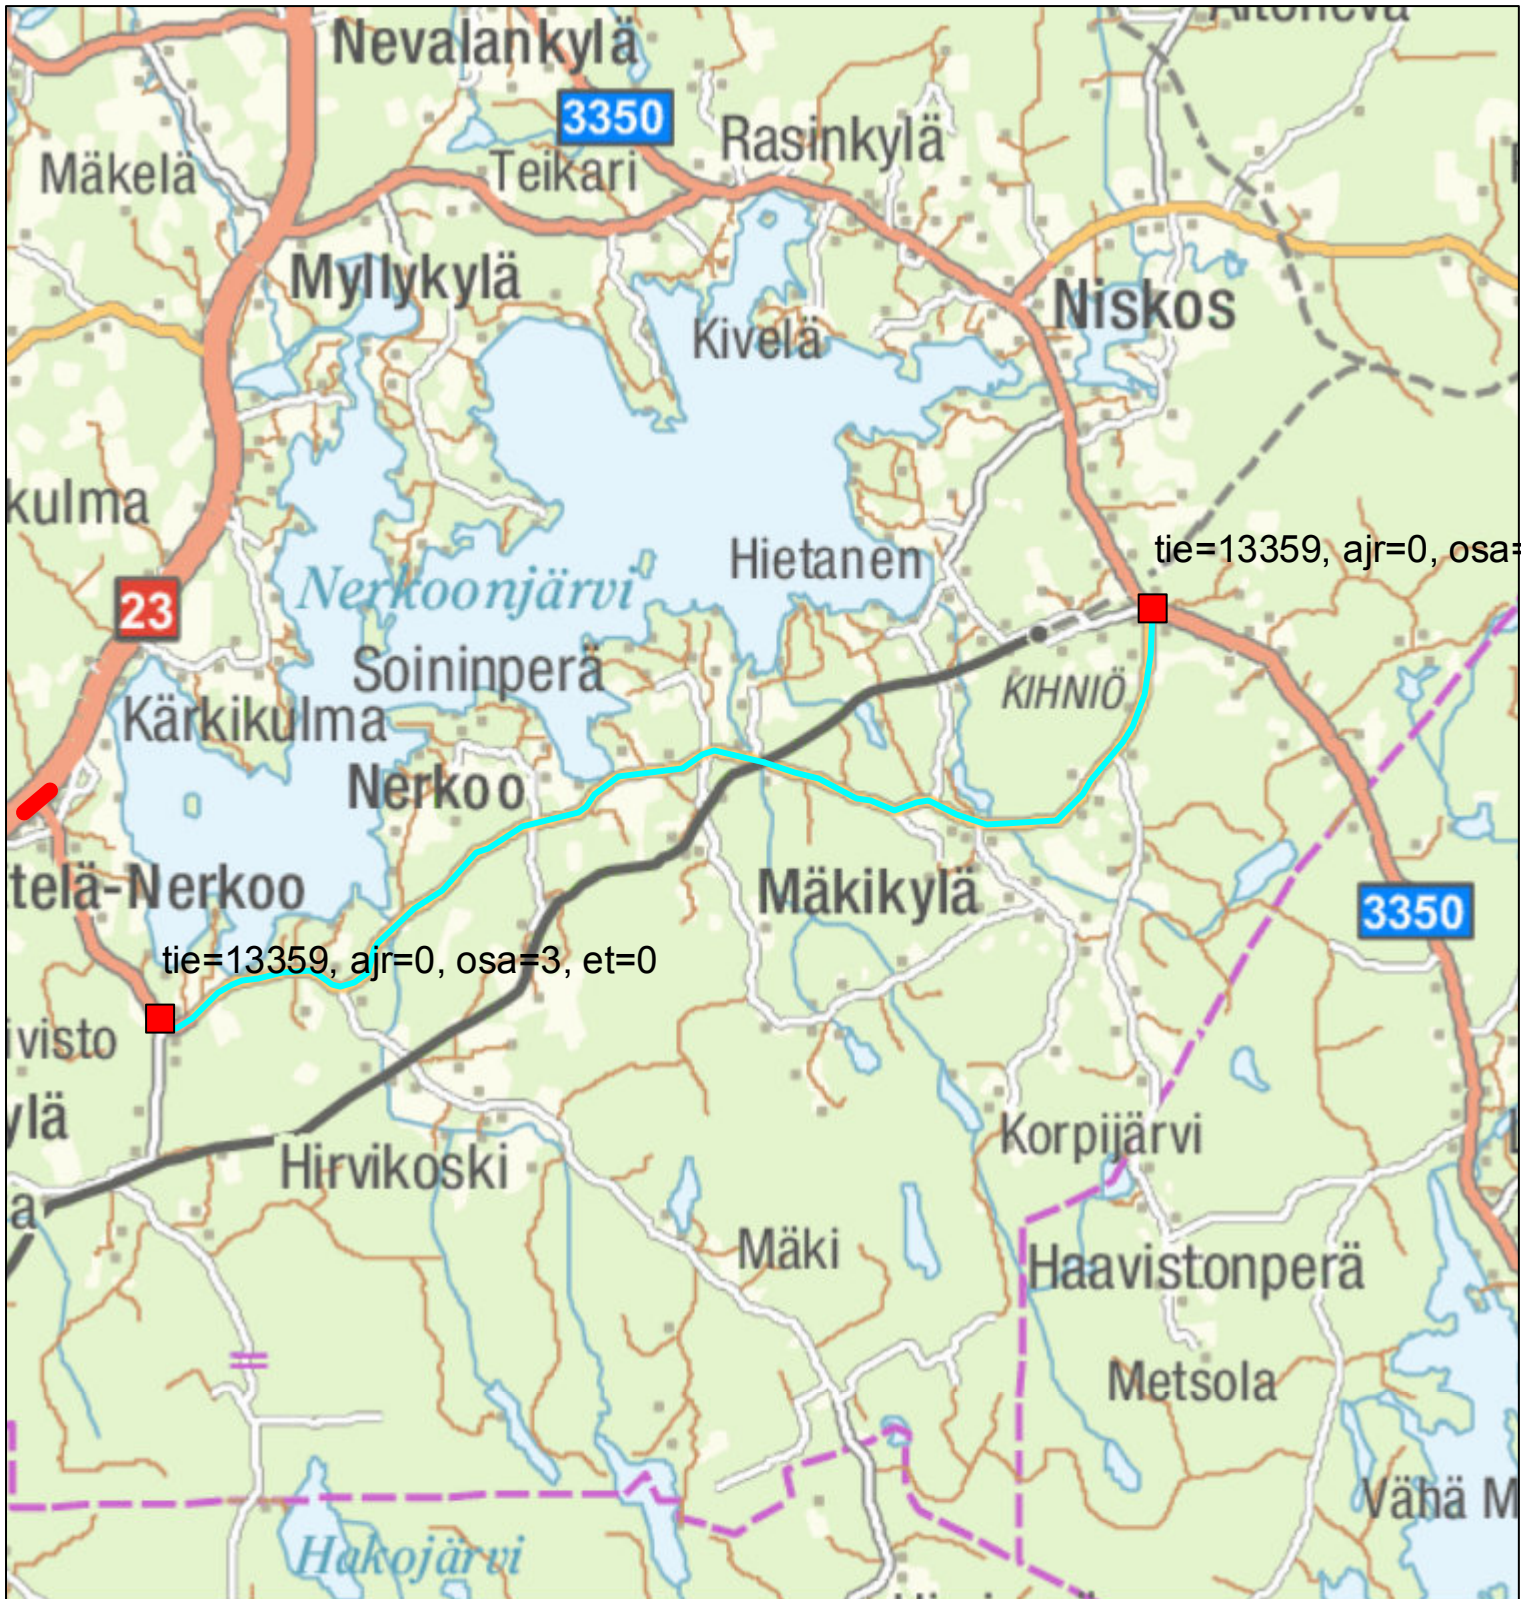 Nevalankylä
3350
Rasinkylä
Teikari
Mäkelä
Myllykylä
Niskos
Kivelä
kulma
Hietanen
tie=13359, ajr=0, osa=
Nerkoonjärvi
23
Soininperä
KIHNIÖ
Kärkikulma
Nerkoo
telä-Nerkoo
Mäkikylä
3350
tie=13359, ajr=0, osa=3, et=0
ivisto
ylä
Korpijärvi
Hirvikoski
a
Mäki
Haavistonperä
Metsola
Vähä M
Hakojärvi